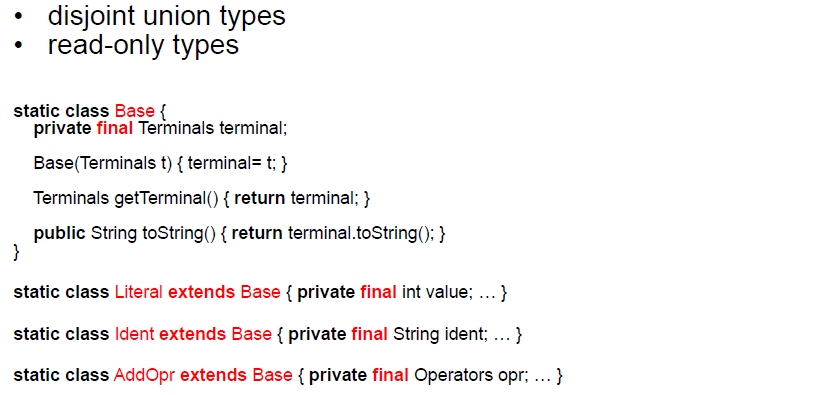 • disjoint union types
• read-only types
static class Base {
private final Terminals terminal;
Base(Terminals t) { terminal= t; }
Terminals getTerminal() { return terminal; }
public String toString() { return terminal.toString(); }
}
static class Literal extends Base { private final int value; … }
static class Ident extends Base { private final String ident; … }
static class AddOpr extends Base { private final Operators opr; … }